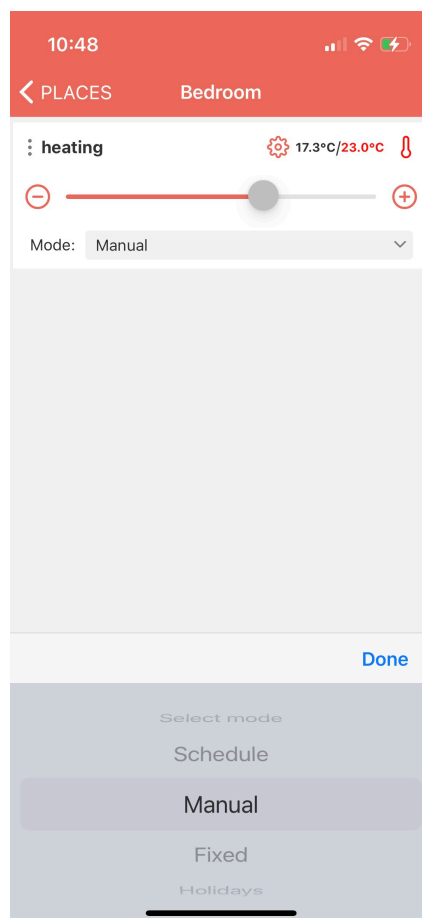 10:48
PLACES Bedroom
heating 17.3°C/23.0°C
Mode: Manual
Done
Select mode
Schedule
Manual
Fixed
Holidays